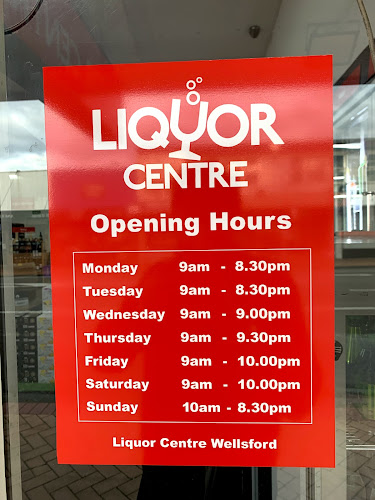 LIQUOR
CENTRE
Opening Hours
Monday 9am - 8.30pm
Tuesday 9am - 8.30pm
Wednesday 9am - 9.00pm
Thursday 9am - 9.30pm
Friday 9am - 10.00pm
Saturday 9am - 10.00pm
Sunday 10am - 8.30pm
Liquor Centre Wellsford